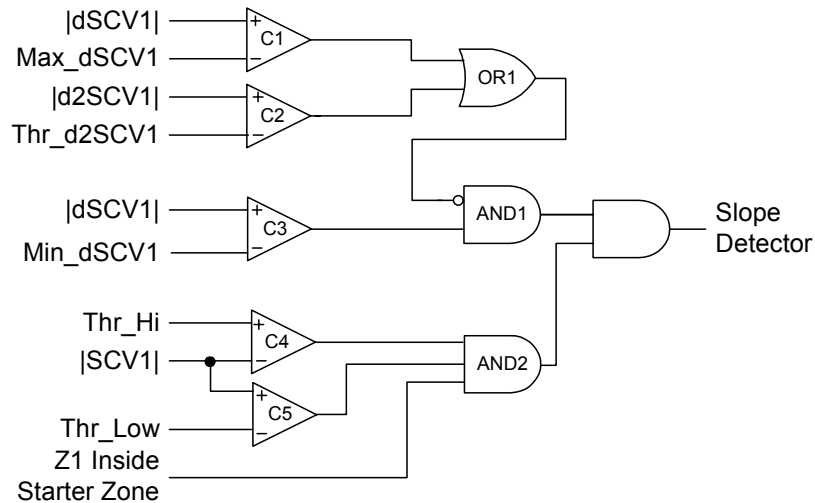 |dSCV1|
+
C1
Max_dSCV1
−
OR1
|d2SCV1|
+
C2
Thr_d2SCV1
−
|dSCV1|
+
C3
AND1
Min_dSCV1
−
Slope
Detector
Thr_Hi
+
C4
|SCV1|
−
AND2
+
C5
Thr_Low
−
Z1 Inside
Starter Zone